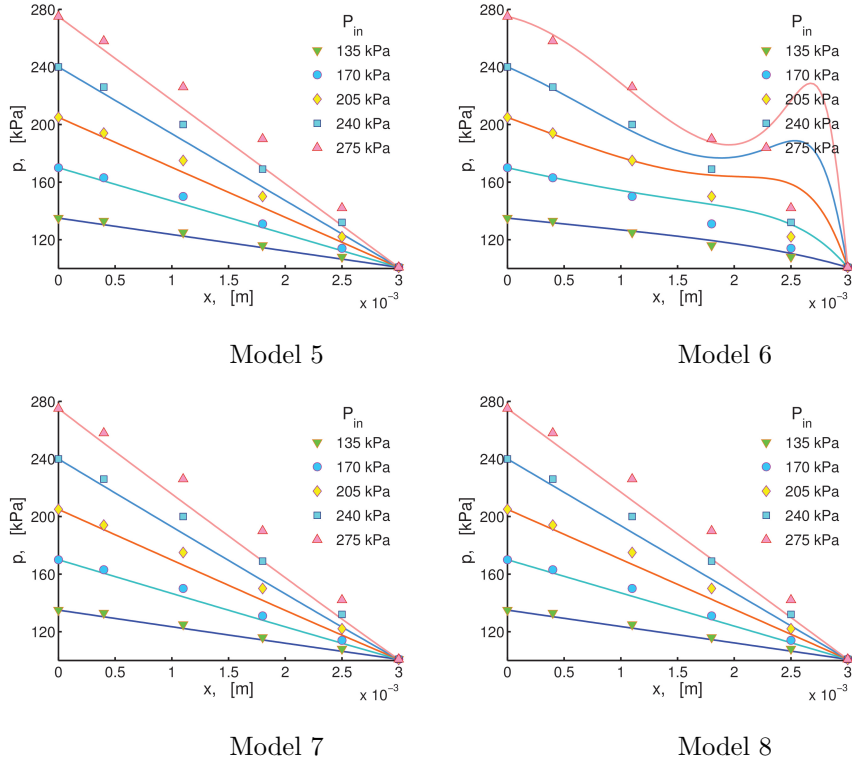 280
240
200
160
120
p, [kPa]
0 0.5 1 1.5 2 2.5 3
x, [m]
x 10⁻³
P_in
135 kPa
170 kPa
205 kPa
240 kPa
275 kPa
Model 5
280
240
200
160
120
p, [kPa]
0 0.5 1 1.5 2 2.5 3
x, [m]
x 10⁻³
P_in
135 kPa
170 kPa
205 kPa
240 kPa
275 kPa
Model 6
280
240
200
160
120
p, [kPa]
0 0.5 1 1.5 2 2.5 3
x, [m]
x 10⁻³
P_in
135 kPa
170 kPa
205 kPa
240 kPa
275 kPa
Model 7
280
240
200
160
120
p, [kPa]
0 0.5 1 1.5 2 2.5 3
x, [m]
x 10⁻³
P_in
135 kPa
170 kPa
205 kPa
240 kPa
275 kPa
Model 8